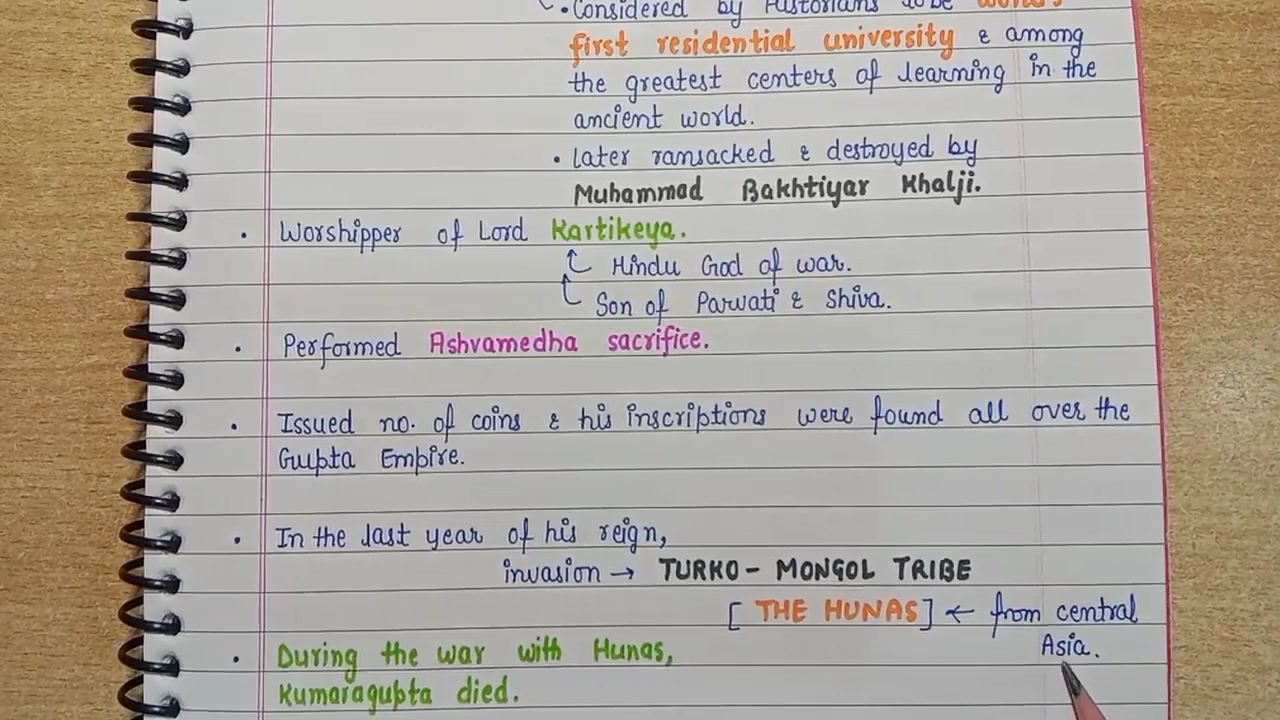 • Considered by Historians to be world's
first residential university & among
the greatest centers of learning in the
ancient world.
• Later ransacked & destroyed by
Muhammad Bakhtiyar Khalji.
• Worshipper of Lord Kartikeya.
Hindu God of war.
Son of Parvati & Shiva.
• Performed Ashvamedha sacrifice.
• Issued no. of coins & his inscriptions were found all over the
Gupta Empire.
• In the last year of his reign,
invasion → TURKO - MONGOL TRIBE
[ THE HUNAS ] ← from central
Asia.
• During the war with Hunas,
Kumaragupta died.